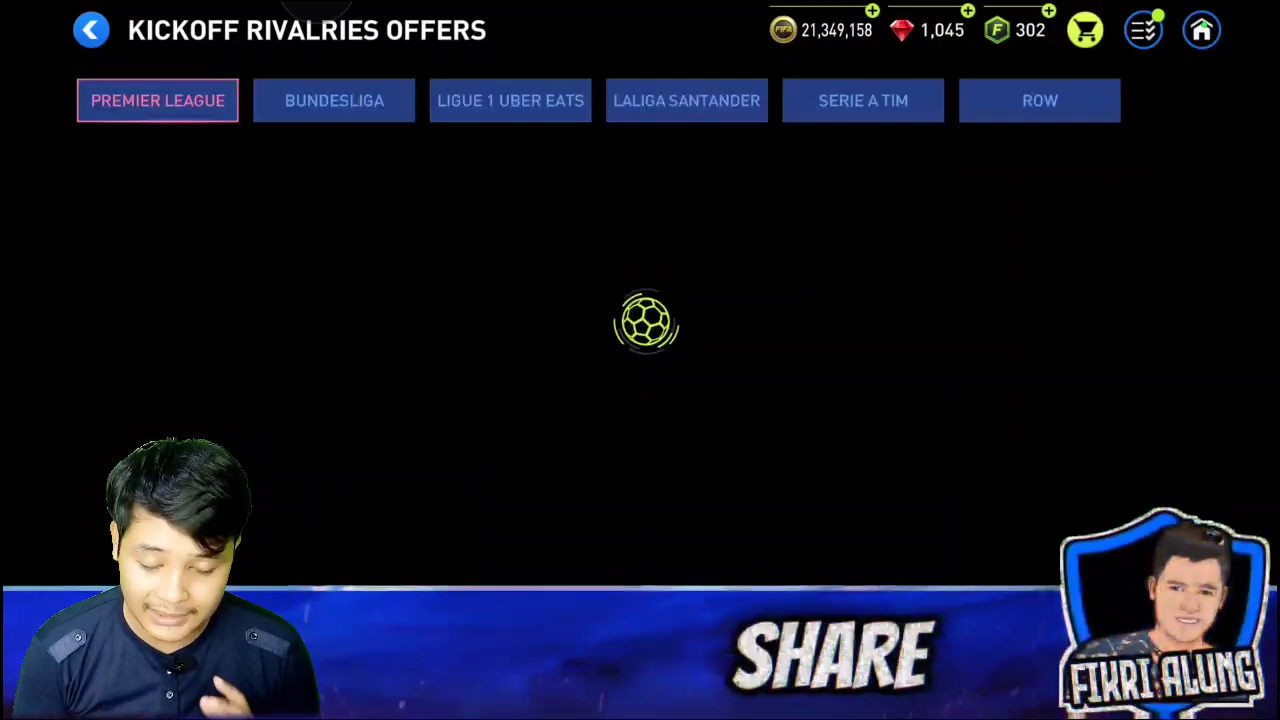 KICKOFF RIVALRIES OFFERS
FIFA 21,349,158 1,045 F 302
PREMIER LEAGUE BUNDESLIGA LIGUE 1 UBER EATS LALIGA SANTANDER SERIE A TIM ROW
SHARE
FIKRI ALUNG